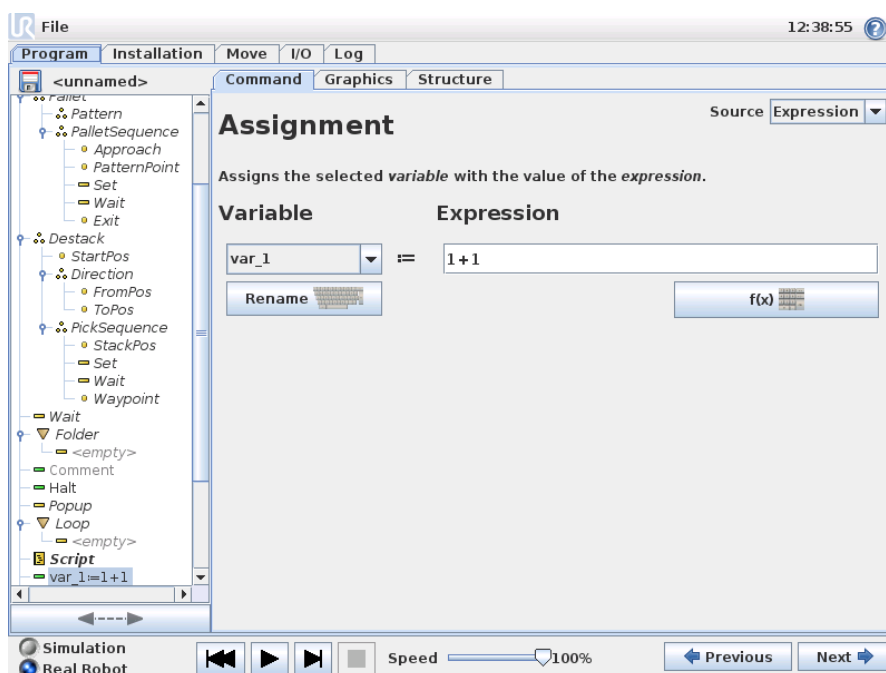 UR File 12:38:55 ?
Program Installation Move I/O Log
<unnamed> Command Graphics Structure
Pallet
Pattern
PalletSequence
Approach
PatternPoint
Set
Wait
Exit
Destack
StartPos
Direction
FromPos
ToPos
PickSequence
StackPos
Set
Wait
Waypoint
Wait
Folder
<empty>
Comment
Halt
Popup
Loop
<empty>
Script
var_1:=1+1
Source Expression
Assignment
Assigns the selected variable with the value of the expression.
Variable Expression
var_1 := 1+1
Rename f(x)
Simulation
Real Robot
Speed 100% Previous Next